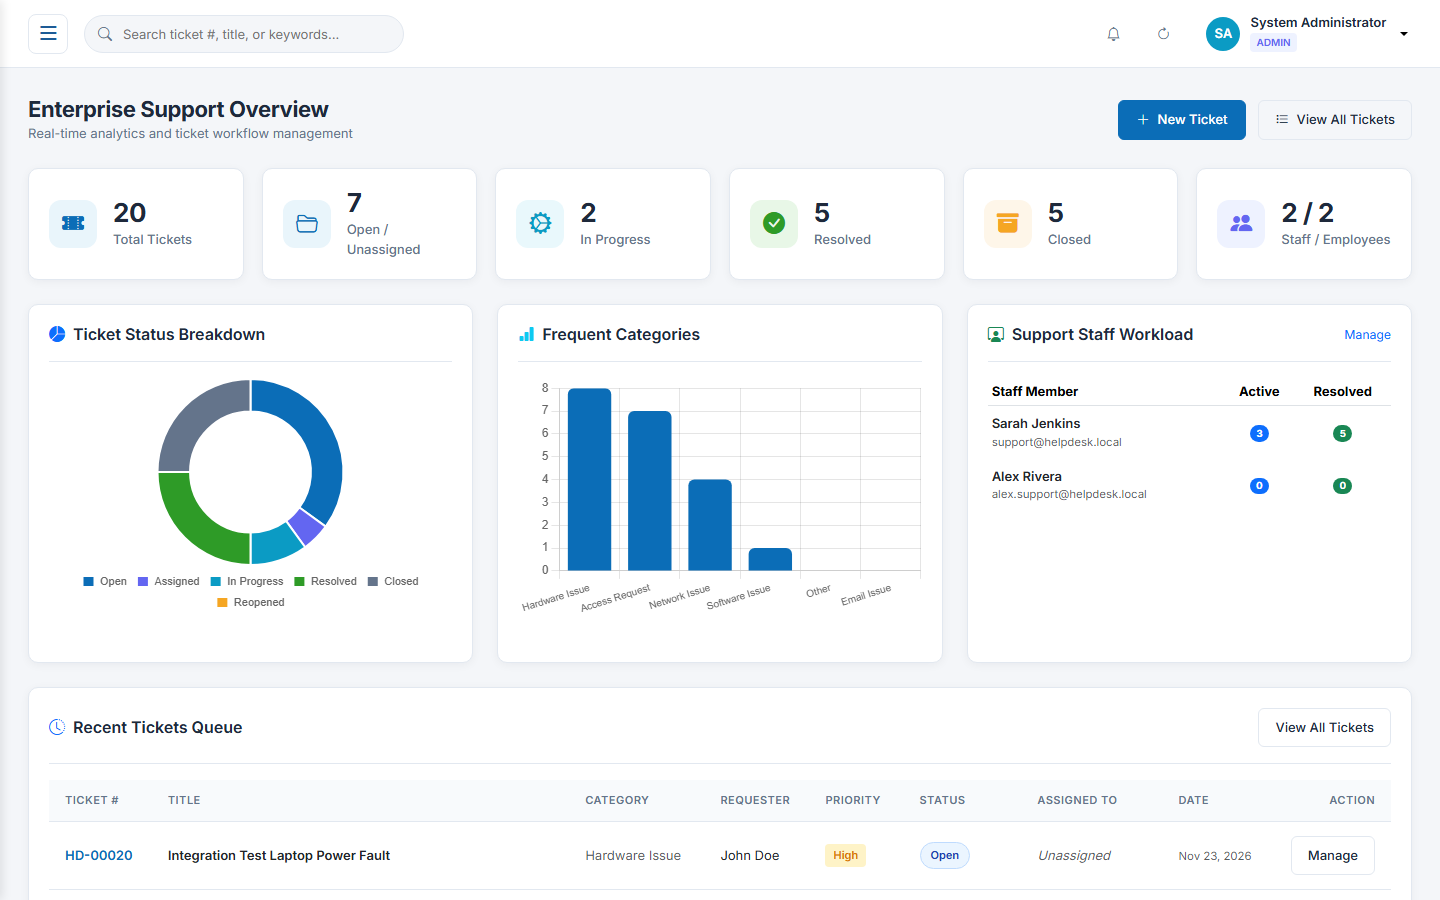 Search ticket #, title, or keywords...
SA
System Administrator
ADMIN
Enterprise Support Overview
Real-time analytics and ticket workflow management
New Ticket
View All Tickets
20
Total Tickets
7
Open /
Unassigned
2
In Progress
5
Resolved
5
Closed
2 / 2
Staff / Employees
Ticket Status Breakdown
Open
Assigned
In Progress
Resolved
Closed
Reopened
Frequent Categories
8
7
6
5
4
3
2
1
0
Hardware Issue
Access Request
Network Issue
Software Issue
Other
Email Issue
Support Staff Workload
Manage
Staff Member Active Resolved
Sarah Jenkins
support@helpdesk.local
3 5
Alex Rivera
alex.support@helpdesk.local
0 0
Recent Tickets Queue
View All Tickets
TICKET # TITLE CATEGORY REQUESTER PRIORITY STATUS ASSIGNED TO DATE ACTION
HD-00020 Integration Test Laptop Power Fault Hardware Issue John Doe High Open Unassigned Nov 23, 2026 Manage